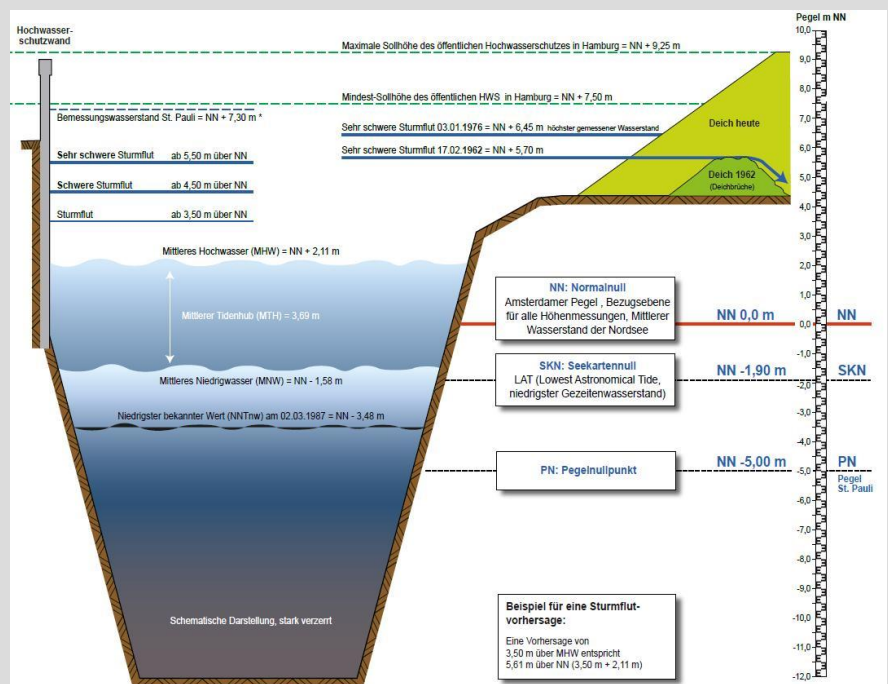 Pegel m NN
Hochwasser-
schutzwand
Maximale Sollhöhe des öffentlichen Hochwasserschutzes in Hamburg = NN + 9,25 m
Mindest-Sollhöhe des öffentlichen HWS in Hamburg = NN + 7,50 m
Bemessungswasserstand St. Pauli = NN + 7,30 m *
Sehr schwere Sturmflut 03.01.1976 = NN + 6,45 m höchster gemessener Wasserstand
Sehr schwere Sturmflut 17.02.1962 = NN + 5,70 m
Deich heute
Deich 1962
(Deichbrüche)
Sehr schwere Sturmflut ab 5,50 m über NN
Schwere Sturmflut ab 4,50 m über NN
Sturmflut ab 3,50 m über NN
Mittleres Hochwasser (MHW) = NN + 2,11 m
Mittlerer Tidenhub (MTH) = 3,69 m
Mittleres Niedrigwasser (MNW) = NN - 1,58 m
Niedrigster bekannter Wert (NNTnw) am 02.03.1987 = NN - 3,48 m
Schematische Darstellung, stark verzerrt
NN: Normalnull
Amsterdamer Pegel , Bezugsebene
für alle Höhenmessungen, Mittlerer
Wasserstand der Nordsee
NN 0,0 m
NN
SKN: Seekartennull
LAT (Lowest Astronomical Tide,
niedrigster Gezeitenwasserstand)
NN -1,90 m
SKN
PN: Pegelnullpunkt
NN -5,00 m
PN
Pegel
St. Pauli
Beispiel für eine Sturmflut-
vorhersage:
Eine Vorhersage von
3,50 m über MHW entspricht
5,61 m über NN (3,50 m + 2,11 m)
10,0
9,0
8,0
7,0
6,0
5,0
4,0
3,0
2,0
1,0
0,0
-1,0
-2,0
-3,0
-4,0
-5,0
-6,0
-7,0
-8,0
-9,0
-10,0
-11,0
-12,0